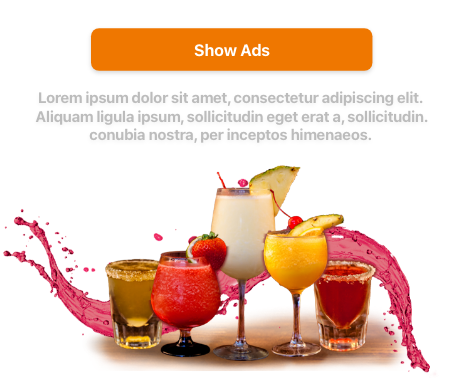 Show Ads
Lorem ipsum dolor sit amet, consectetur adipiscing elit.
Aliquam ligula ipsum, sollicitudin eget erat a, sollicitudin.
conubia nostra, per inceptos himenaeos.